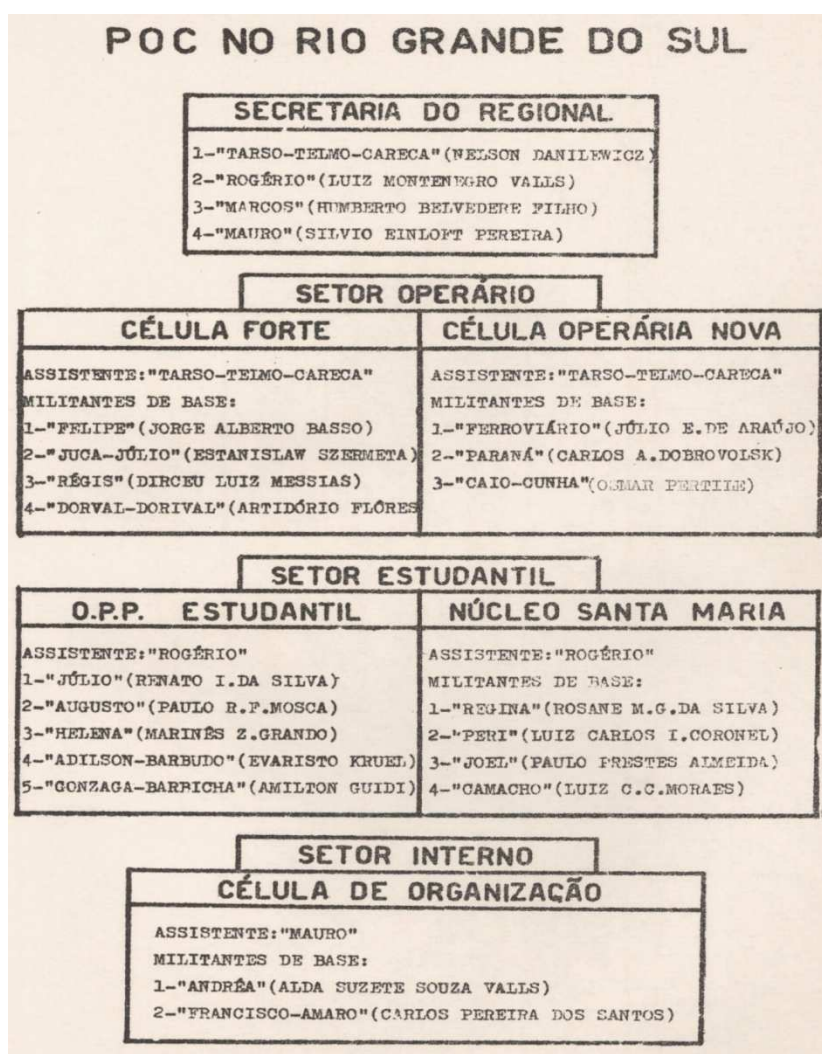 POC NO RIO GRANDE DO SUL
SECRETARIA DO REGIONAL
1-"TARSO-TELMO-CARECA"(NELSON DANILEWICZ)
2-"ROGÉRIO"(LUIZ MONTENEGRO VALLS)
3-"MARCOS"(HUMBERTO BELVEDERE FILHO)
4-"MAURO"(SILVIO EINLOFT PEREIRA)
SETOR OPERÁRIO
CÉLULA FORTE
ASSISTENTE:"TARSO-TELMO-CARECA"
MILITANTES DE BASE:
1-"FELIPE"(JORGE ALBERTO BASSO)
2-"JUCA-JÚLIO"(ESTANISLAW SZERMETA)
3-"RÉGIS"(DIRCEU LUIZ MESSIAS)
4-"DORVAL-DORIVAL"(ARTIDÓRIO FLÔRES
CÉLULA OPERÁRIA NOVA
ASSISTENTE:"TARSO-TELMO-CARECA"
MILITANTES DE BASE:
1-"FERROVIÁRIO"(JÚLIO E.DE ARAÚJO)
2-"PARANÁ"(CARLOS A.DOBROVOLSK)
3-"CAIO-CUNHA"(OSMAR PERTILE)
SETOR ESTUDANTIL
O.P.P. ESTUDANTIL
ASSISTENTE:"ROGÉRIO"
1-"JÚLIO"(RENATO I.DA SILVA)
2-"AUGUSTO"(PAULO R.F.MOSCA)
3-"HELENA"(MARINÊS Z.GRANDO)
4-"ADILSON-BARBUDO"(EVARISTO KRUEL)
5-"GONZAGA-BARBICHA"(AMILTON GUIDI)
NÚCLEO SANTA MARIA
ASSISTENTE:"ROGÉRIO"
MILITANTES DE BASE:
1-"REGINA"(ROSANE M.G.DA SILVA)
2-"PERI"(LUIZ CARLOS I.CORONEL)
3-"JOEL"(PAULO PRESTES ALMEIDA)
4-"CAMACHO"(LUIZ C.C.MORAES)
SETOR INTERNO
CÉLULA DE ORGANIZAÇÃO
ASSISTENTE:"MAURO"
MILITANTES DE BASE:
1-"ANDRÊA"(ALDA SUZETE SOUZA VALLS)
2-"FRANCISCO-AMARO"(CARLOS PEREIRA DOS SANTOS)